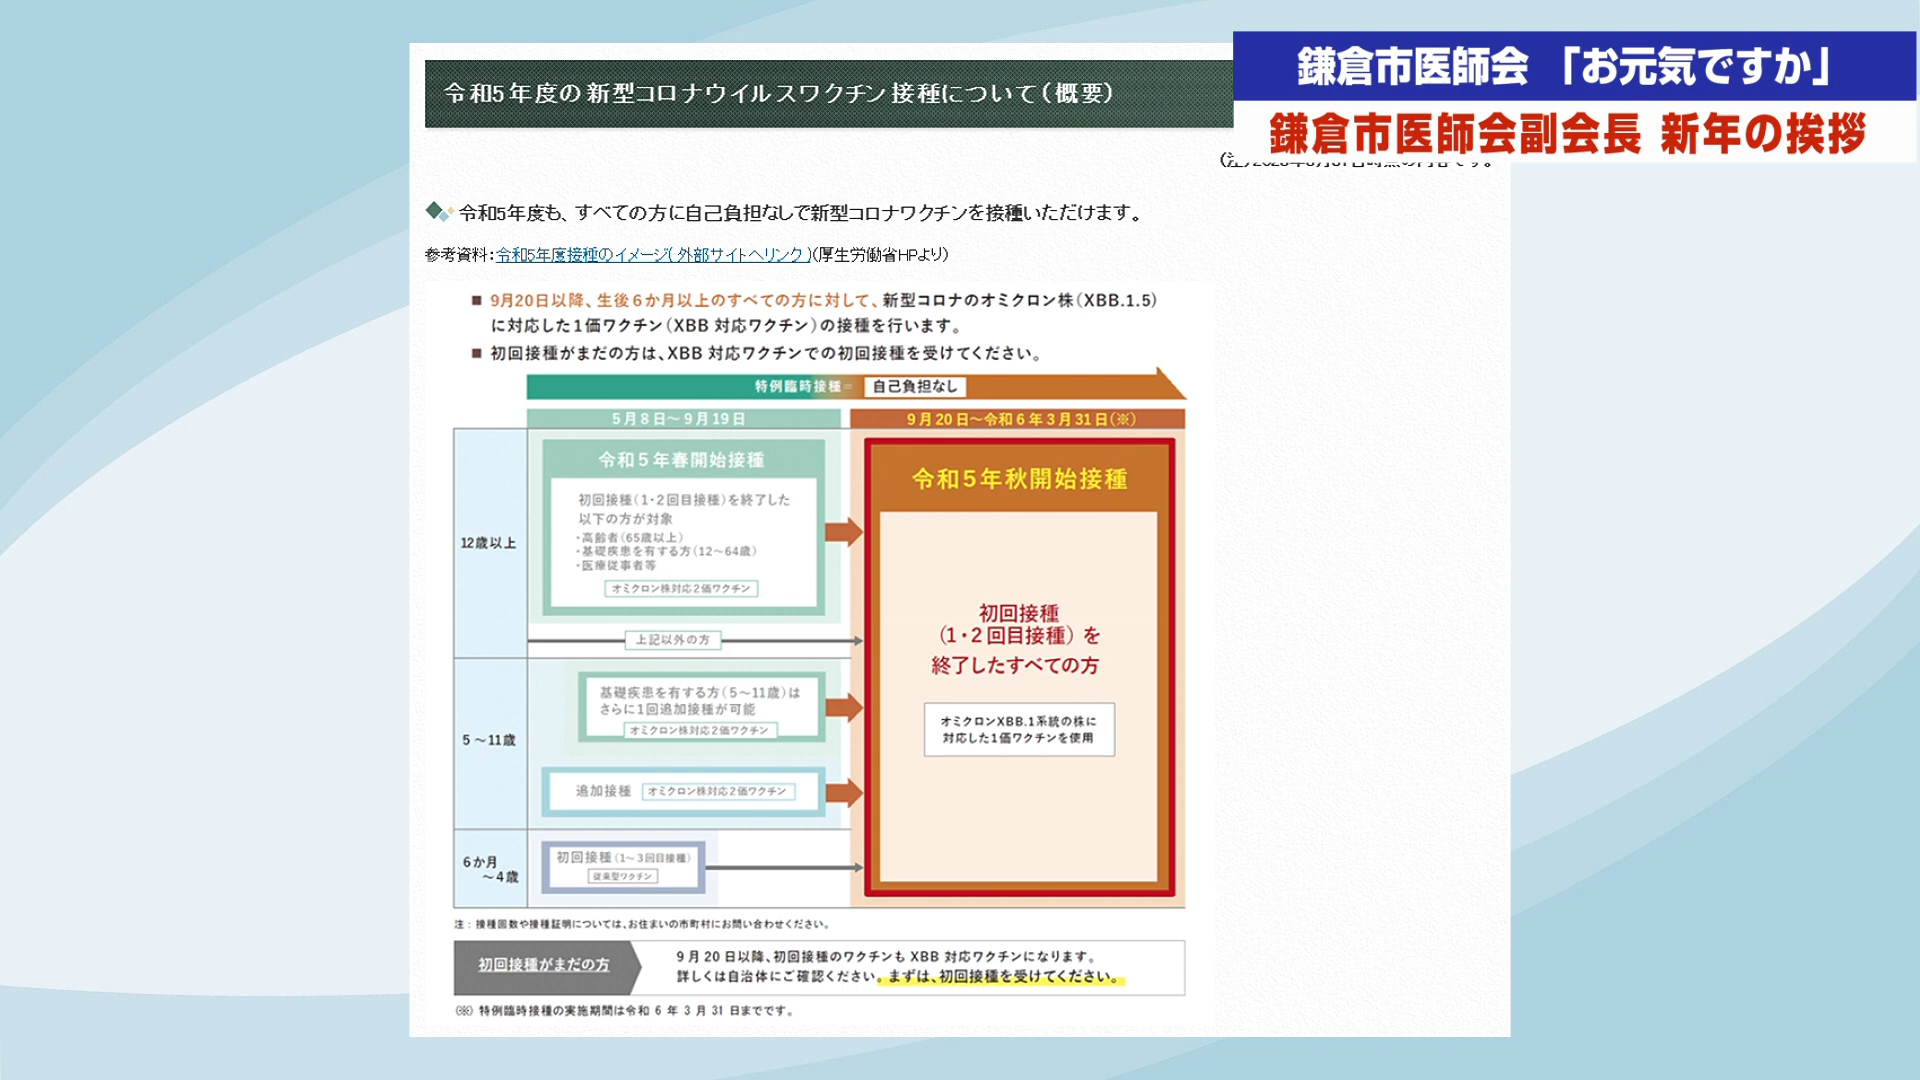 鎌倉市医師会 「お元気ですか」
鎌倉市医師会副会長 新年の挨拶
令和5年度の新型コロナウイルスワクチン接種について（概要）
令和5年度も、すべての方に自己負担なしで新型コロナワクチンを接種いただけます。
参考資料：令和5年度接種のイメージ（外部サイトへリンク）（厚生労働省HPより）
■ 9月20日以降、生後６か月以上のすべての方に対して、新型コロナのオミクロン株（XBB.1.5）
に対応した1価ワクチン（XBB 対応ワクチン）の接種を行います。
■ 初回接種がまだの方は、XBB 対応ワクチンでの初回接種を受けてください。
特例臨時接種＝ 自己負担なし
5月8日～9月19日
9月20日～令和6年3月31日（※）
12歳以上
令和５年春開始接種
初回接種（1・2回目接種）を終了した
以下の方が対象
・高齢者（65歳以上）
・基礎疾患を有する方（12～64歳）
・医療従事者等
オミクロン株対応２価ワクチン
上記以外の方
5～11歳
基礎疾患を有する方（5～11歳）は
さらに1回追加接種が可能
オミクロン株対応２価ワクチン
追加接種 オミクロン株対応２価ワクチン
6か月
～4歳
初回接種（1～3回目接種）
従来型ワクチン
令和5年秋開始接種
初回接種
（1・2回目接種）を
終了したすべての方
オミクロンXBB.1系統の株に
対応した1価ワクチンを使用
注：接種回数や接種証明については、お住まいの市町村にお問い合わせください。
初回接種がまだの方
9月20日以降、初回接種のワクチンも XBB 対応ワクチンになります。
詳しくは自治体にご確認ください。まずは、初回接種を受けてください。
（※）特例臨時接種の実施期間は令和 6 年 3 月 31 日までです。